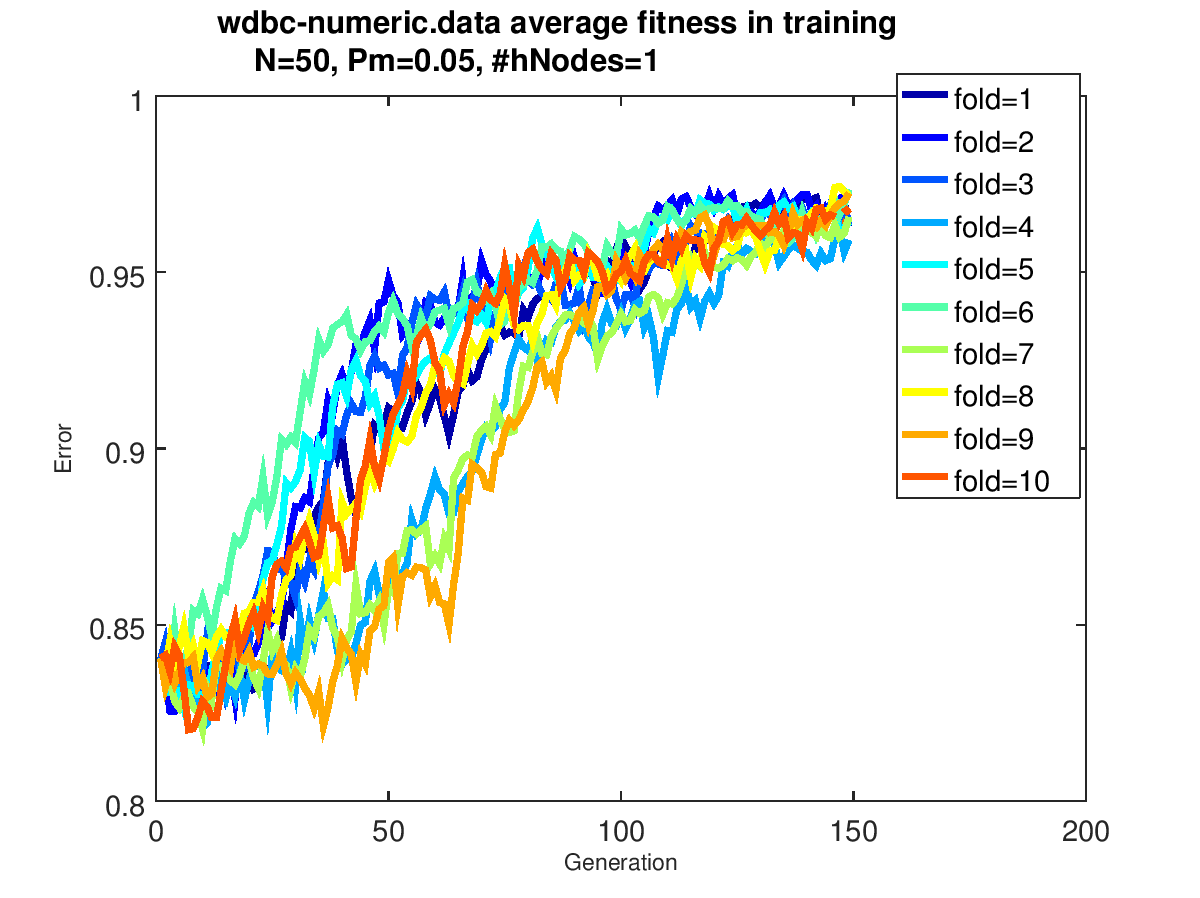 wdbc-numeric.data average fitness in training
N=50, Pm=0.05, #hNodes=1
fold=1
fold=2
fold=3
fold=4
fold=5
fold=6
fold=7
fold=8
fold=9
fold=10
1
0.95
0.9
0.85
0.8
Error
0
50
100
150
200
Generation